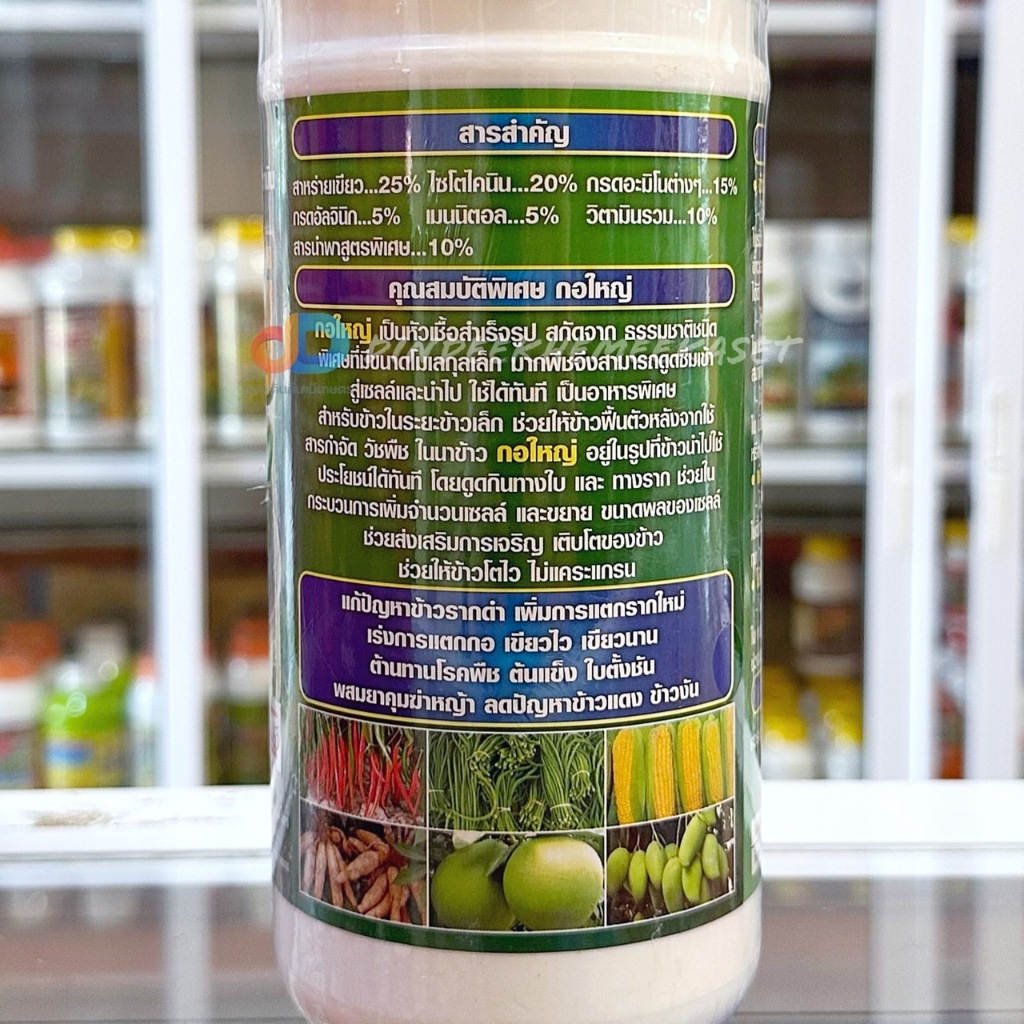 สารสำคัญ
สาหร่ายเขียว...25% ไซโตไคนิน...20% กรดอะมิโนต่างๆ...15%
กรดอัลจินิก...5% เมนนิตอล...5% วิตามินรวม...10%
สารนำพาสูตรพิเศษ...10%
คุณสมบัติพิเศษ กอใหญ่
กอใหญ่ เป็นหัวเชื้อสำเร็จรูป สกัดจาก ธรรมชาติชนิด
พิเศษที่มีขนาดโมเลกุลเล็ก มากพืชจึงสามารถดูดซึมเข้า
สู่เซลล์และนำไป ใช้ได้ทันที เป็นอาหารพิเศษ
สำหรับข้าวในระยะข้าวเล็ก ช่วยให้ข้าวฟื้นตัวหลังจากใช้
สารกำจัด วัชพืช ในนาข้าว กอใหญ่ อยู่ในรูปที่ข้าวนำไปใช้
ประโยชน์ได้ทันที โดยดูดกินทางใบ และ ทางราก ช่วยใน
กระบวนการเพิ่มจำนวนเซลล์ และขยาย ขนาดผลของเซลล์
ช่วยส่งเสริมการเจริญ เติบโตของข้าว
ช่วยให้ข้าวโตไว ไม่แคระแกรน
แก้ปัญหาข้าวรากดำ เพิ่มการแตกรากใหม่
เร่งการแตกกอ เขียวไว เขียวนาน
ต้านทานโรคพืช ต้นแข็ง ใบตั้งชัน
ผสมยาคุมฆ่าหญ้า ลดปัญหาข้าวแดง ข้าวงัน